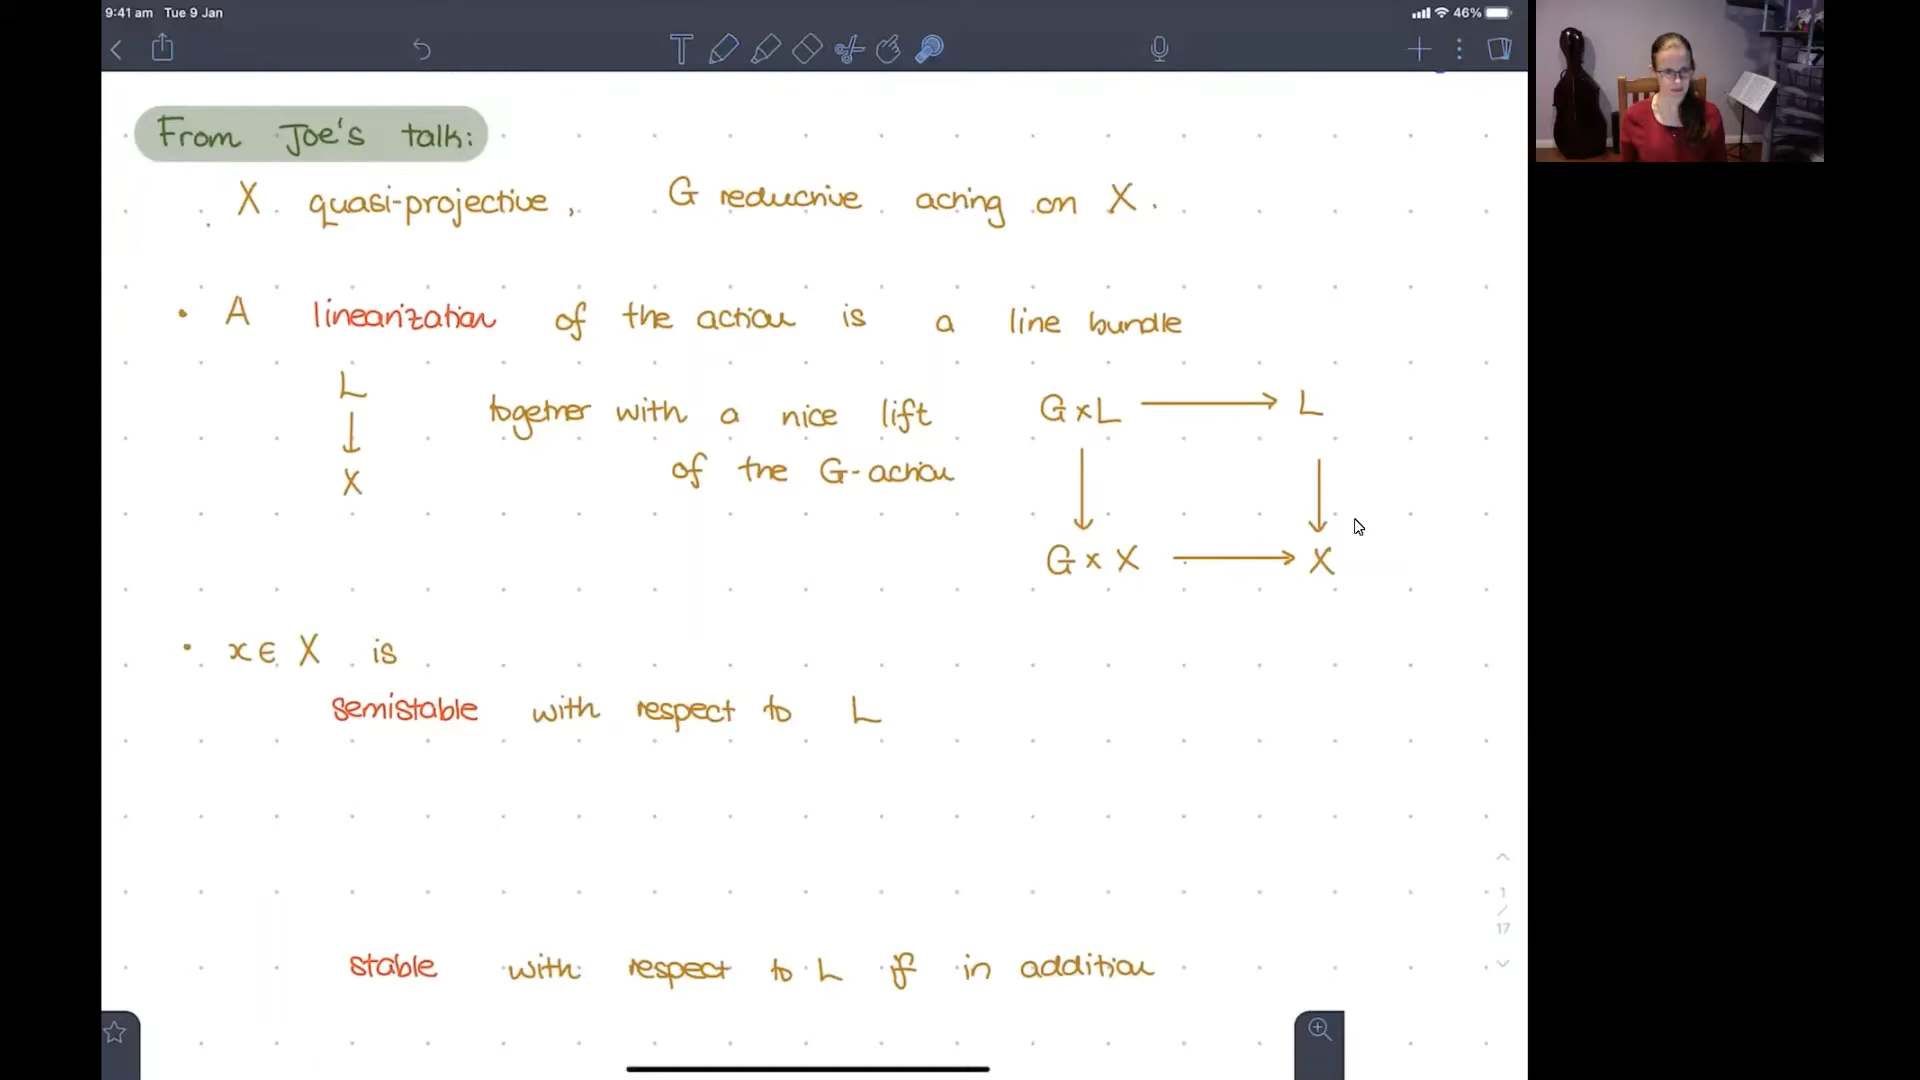 9:41 am Tue 9 Jan
46%
From Joe's talk:
X quasi-projective, G reductive acting on X.
• A linearization of the action is a line bundle
L
↓
X
together with a nice lift
of the G-action
G×L → L
↓ ↓
G × X → X
• x ∈ X is
semistable with respect to L
stable with respect to L if in addition
1
/
17